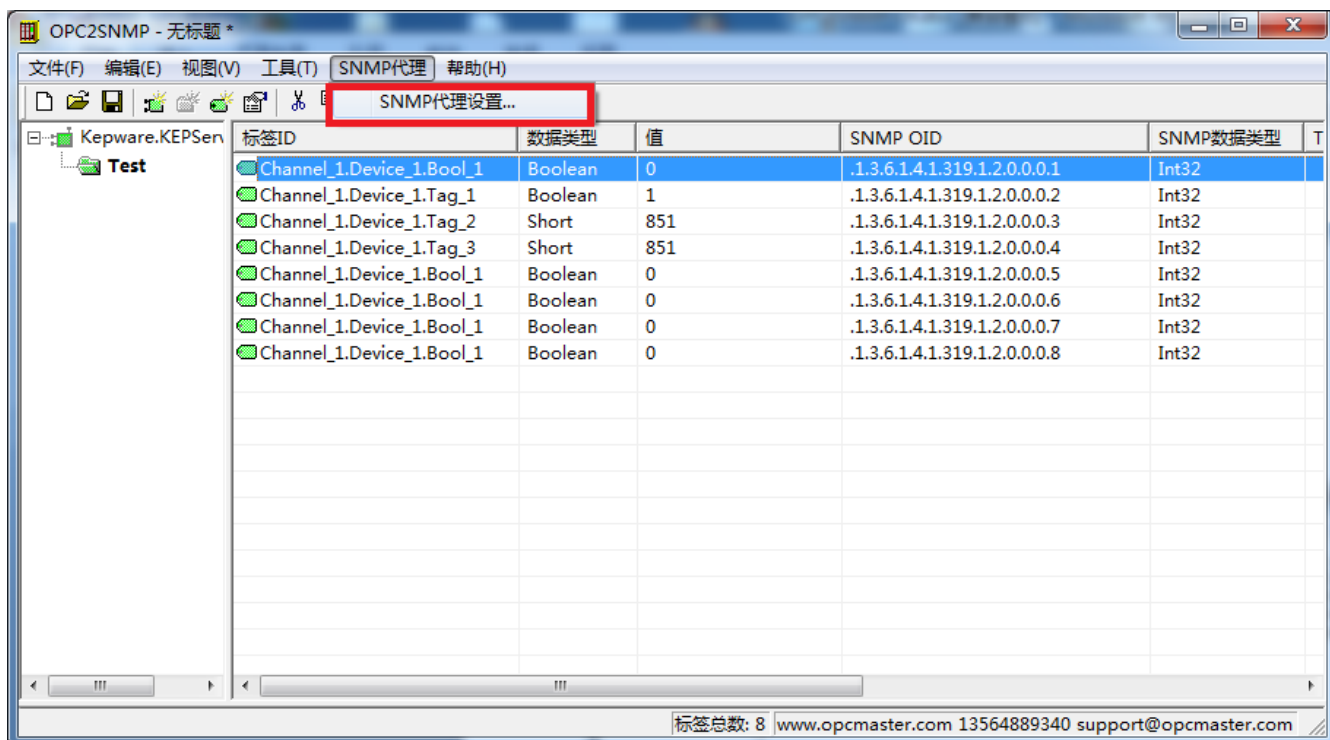 OPC2SNMP - 无标题 *
文件(F) 编辑(E) 视图(V) 工具(T) SNMP代理 帮助(H)
SNMP代理设置...
Kepware.KEPServ
Test
标签ID 数据类型 值 SNMP OID SNMP数据类型 T
Channel_1.Device_1.Bool_1 Boolean 0 .1.3.6.1.4.1.319.1.2.0.0.0.1 Int32
Channel_1.Device_1.Tag_1 Boolean 1 .1.3.6.1.4.1.319.1.2.0.0.0.2 Int32
Channel_1.Device_1.Tag_2 Short 851 .1.3.6.1.4.1.319.1.2.0.0.0.3 Int32
Channel_1.Device_1.Tag_3 Short 851 .1.3.6.1.4.1.319.1.2.0.0.0.4 Int32
Channel_1.Device_1.Bool_1 Boolean 0 .1.3.6.1.4.1.319.1.2.0.0.0.5 Int32
Channel_1.Device_1.Bool_1 Boolean 0 .1.3.6.1.4.1.319.1.2.0.0.0.6 Int32
Channel_1.Device_1.Bool_1 Boolean 0 .1.3.6.1.4.1.319.1.2.0.0.0.7 Int32
Channel_1.Device_1.Bool_1 Boolean 0 .1.3.6.1.4.1.319.1.2.0.0.0.8 Int32
标签总数: 8 www.opcmaster.com 13564889340 support@opcmaster.com